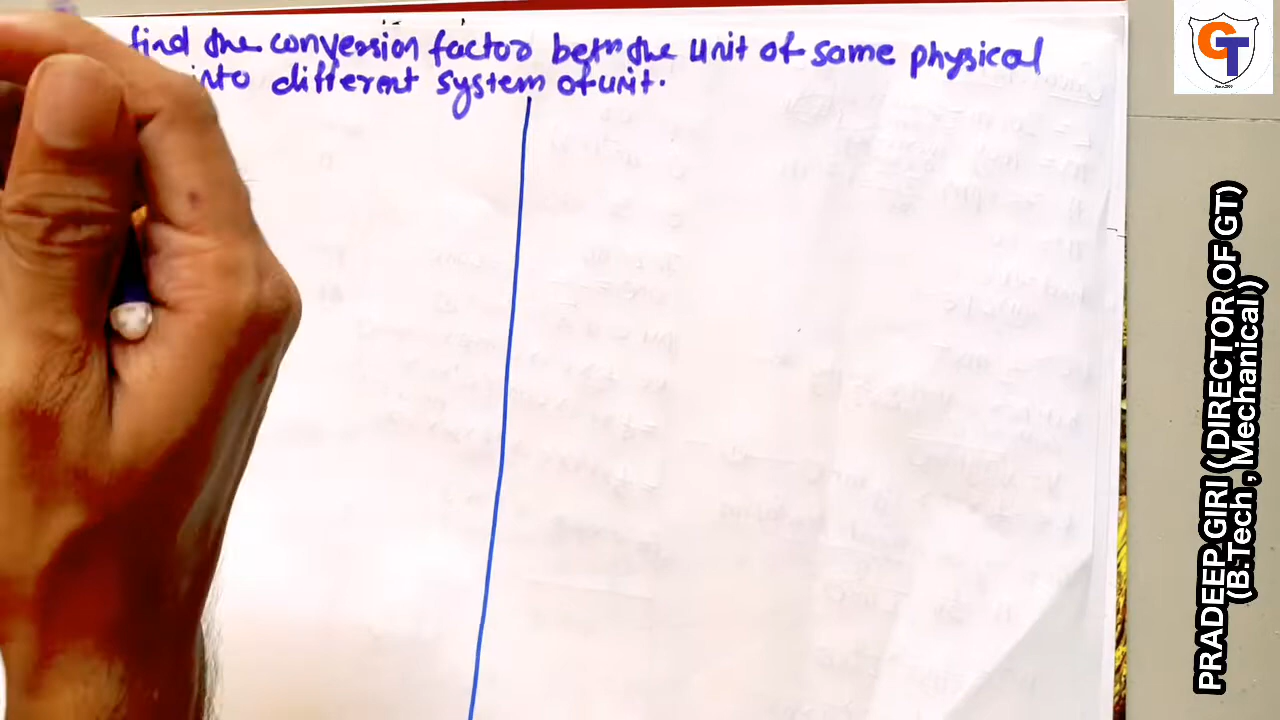 find the conversion factor betn the Unit of same physical
into different system of unit.
GT
PRADEEP GIRI ( DIRECTOR OF GT)
(B.Tech , Mechanical )